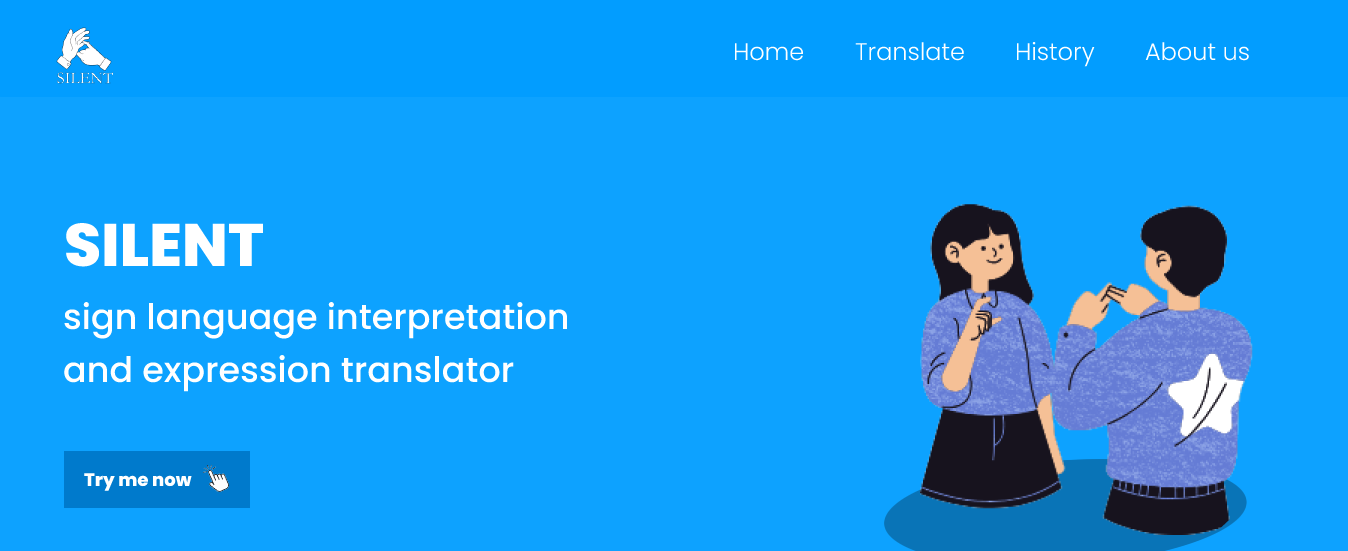 SILENT
Home Translate History About us
SILENT
sign language interpretation
and expression translator
Try me now